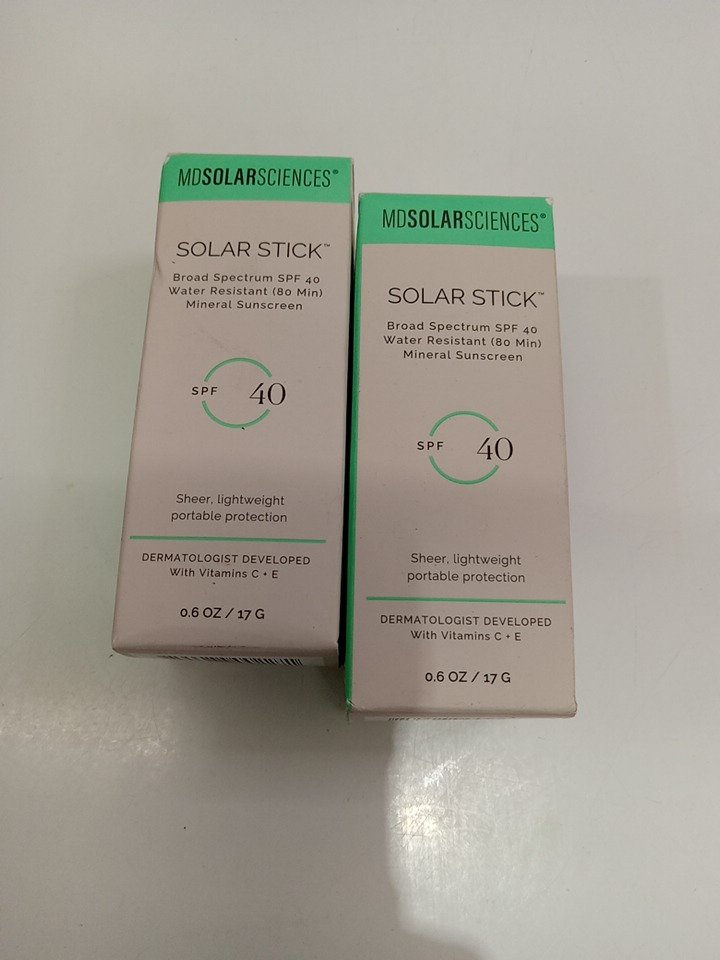 MDSOLARSCIENCES®
SOLAR STICK™
Broad Spectrum SPF 40
Water Resistant (80 Min)
Mineral Sunscreen
SPF 40
Sheer, lightweight
portable protection
DERMATOLOGIST DEVELOPED
With Vitamins C + E
0.6 OZ / 17 G
MDSOLARSCIENCES®
SOLAR STICK™
Broad Spectrum SPF 40
Water Resistant (80 Min)
Mineral Sunscreen
SPF 40
Sheer, lightweight
portable protection
DERMATOLOGIST DEVELOPED
With Vitamins C + E
0.6 OZ / 17 G